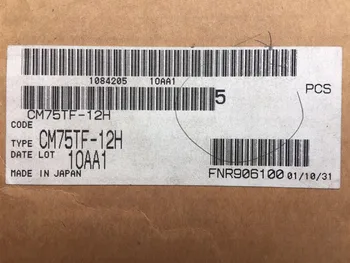 1084205 10AA1
5 PCS
CM75TF-12H
CODE
TYPE CM75TF-12H
DATE LOT 10AA1
MADE IN JAPAN FNR906100 01/10/31